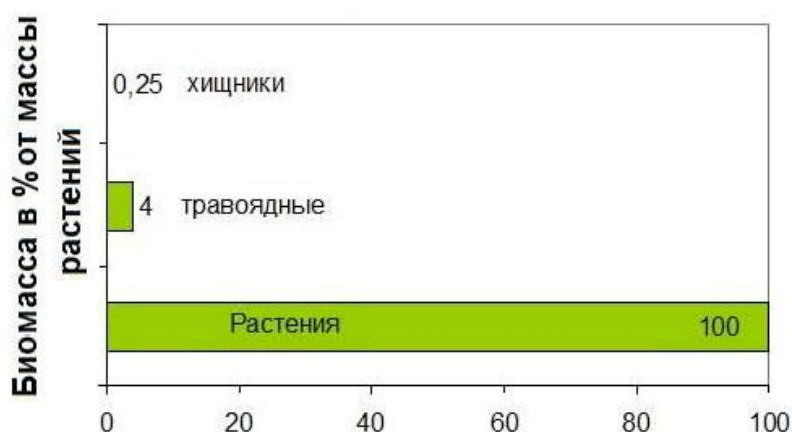 Биомасса в % от массы
растений
0,25 хищники
4 травоядные
Растения 100
0 20 40 60 80 100